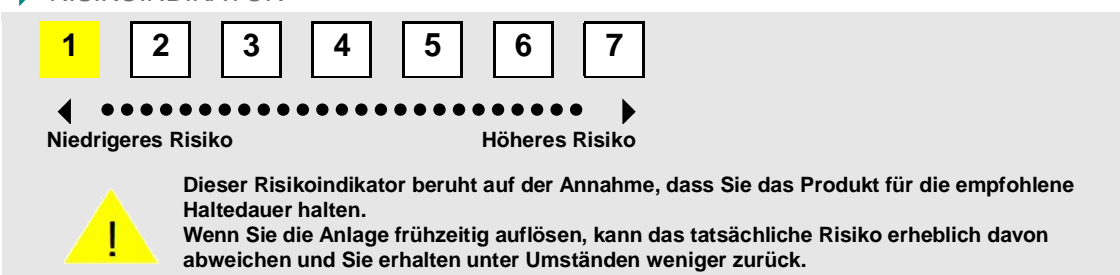 RISIKOINDIKATOR
1 2 3 4 5 6 7
Niedrigeres Risiko Höheres Risiko
Dieser Risikoindikator beruht auf der Annahme, dass Sie das Produkt für die empfohlene
Haltedauer halten.
Wenn Sie die Anlage frühzeitig auflösen, kann das tatsächliche Risiko erheblich davon
abweichen und Sie erhalten unter Umständen weniger zurück.
!